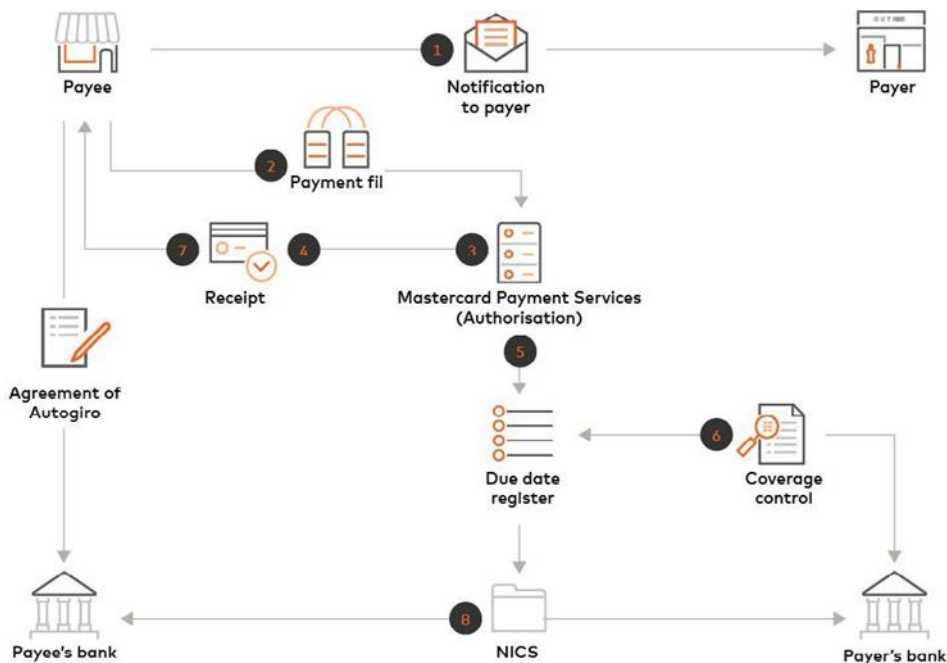 1
Payee
Notification
to payer
Payer
2
Payment fil
7
4
3
Receipt
Mastercard Payment Services
(Authorisation)
5
Agreement of
Autogiro
6
Due date
register
Coverage
control
8
Payee's bank
NICS
Payer's bank